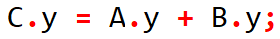 C.y = A.y + B.y;